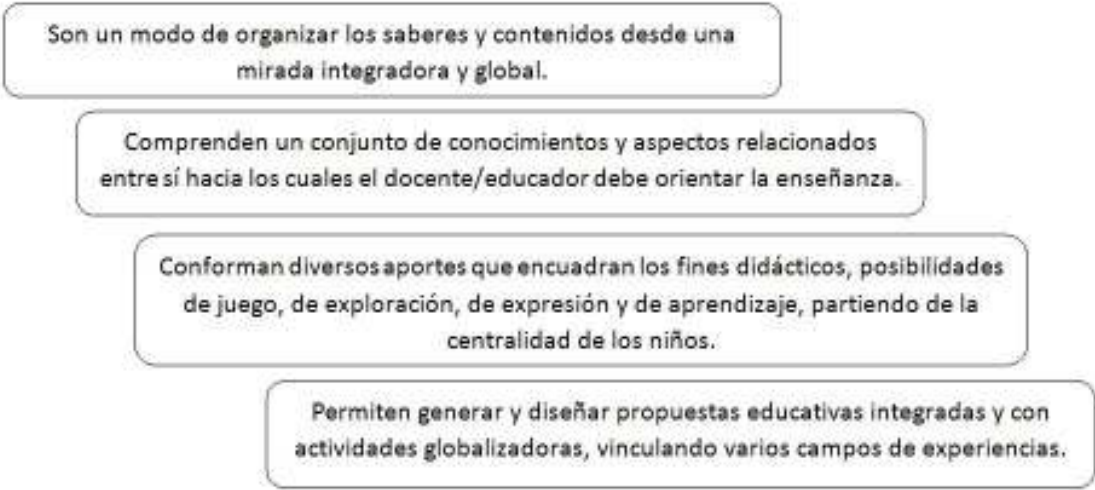 Son un modo de organizar los saberes y contenidos desde una
mirada integradora y global.
Comprenden un conjunto de conocimientos y aspectos relacionados
entre sí hacia los cuales el docente/educador debe orientar la enseñanza.
Conforman diversos aportes que encuadran los fines didácticos, posibilidades
de juego, de exploración, de expresión y de aprendizaje, partiendo de la
centralidad de los niños.
Permiten generar y diseñar propuestas educativas integradas y con
actividades globalizadoras, vinculando varios campos de experiencias.